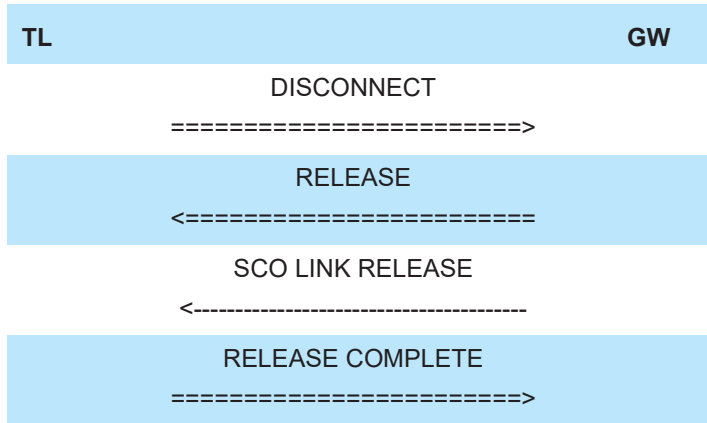 TL GW
DISCONNECT
========================>
RELEASE
<========================
SCO LINK RELEASE
<----------------------------------------
RELEASE COMPLETE
========================>